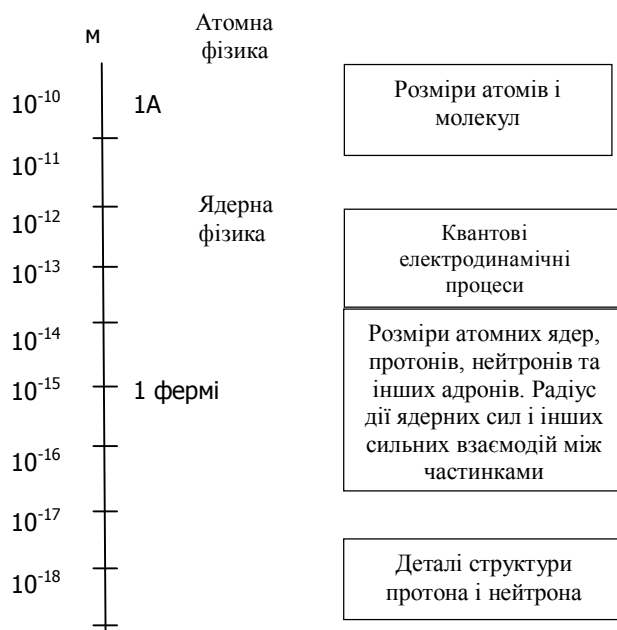 м
Атомна
фізика
10⁻¹⁰
1А
Розміри атомів і
молекул
10⁻¹¹
10⁻¹²
Ядерна
фізика
Квантові
електродинамічні
процеси
10⁻¹³
10⁻¹⁴
Розміри атомних ядер,
протонів, нейтронів та
інших адронів. Радіус
дії ядерних сил і інших
сильних взаємодій між
частинками
10⁻¹⁵
1 фермі
10⁻¹⁶
10⁻¹⁷
10⁻¹⁸
Деталі структури
протона і нейтрона